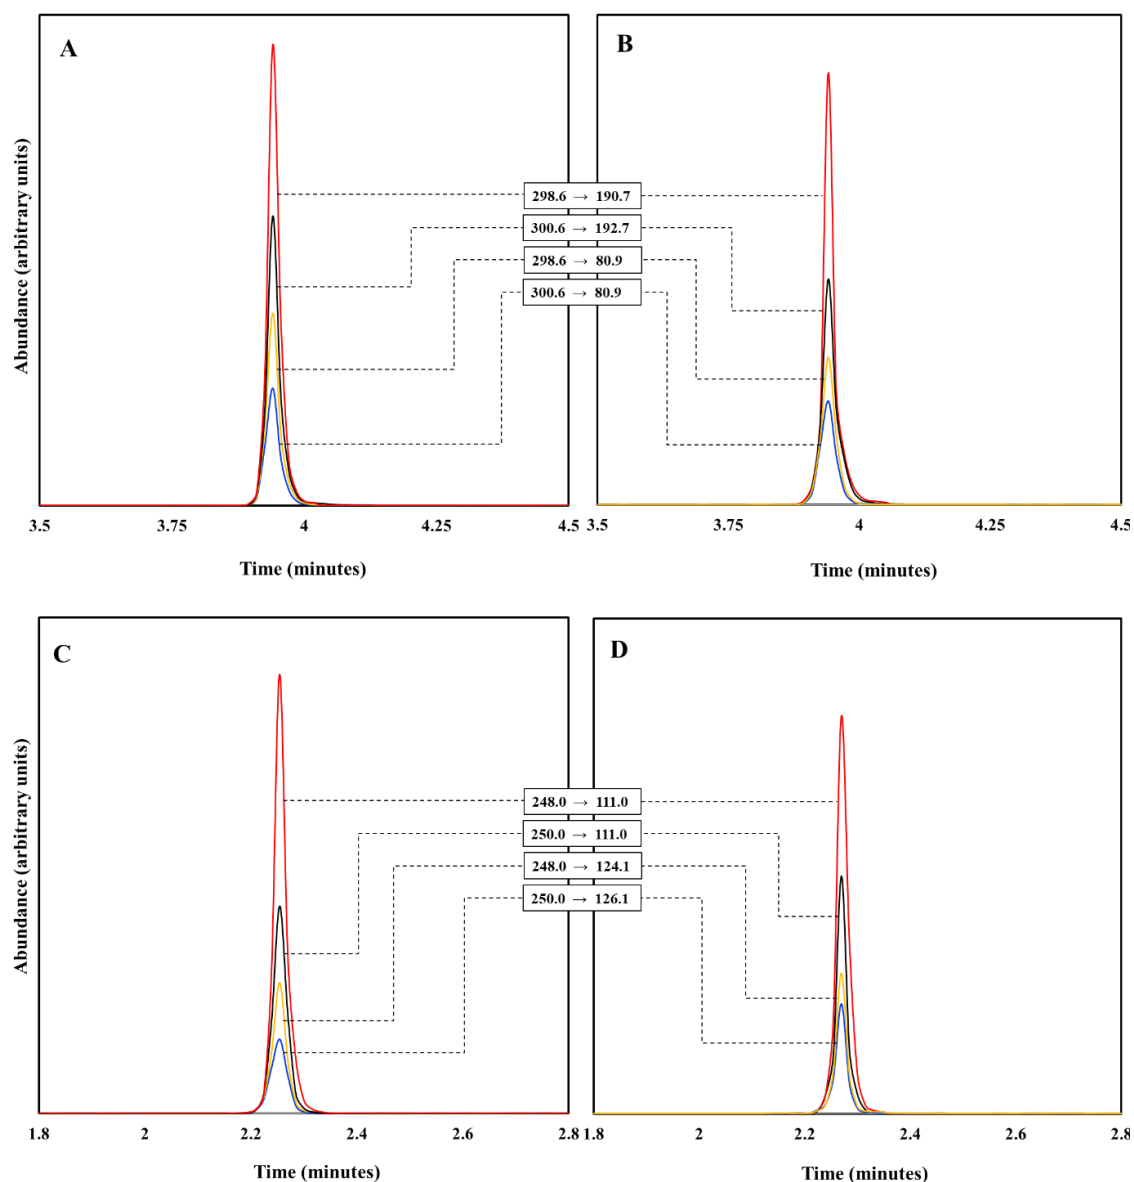 A
B
Abundance (arbitrary units)
298.6 → 190.7
300.6 → 192.7
298.6 → 80.9
300.6 → 80.9
3.5 3.75 4 4.25 4.5
3.5 3.75 4 4.25 4.5
Time (minutes)
Time (minutes)
C
D
Abundance (arbitrary units)
248.0 → 111.0
250.0 → 111.0
248.0 → 124.1
250.0 → 126.1
1.8 2 2.2 2.4 2.6 2.8
1.8 2 2.2 2.4 2.6 2.8
Time (minutes)
Time (minutes)